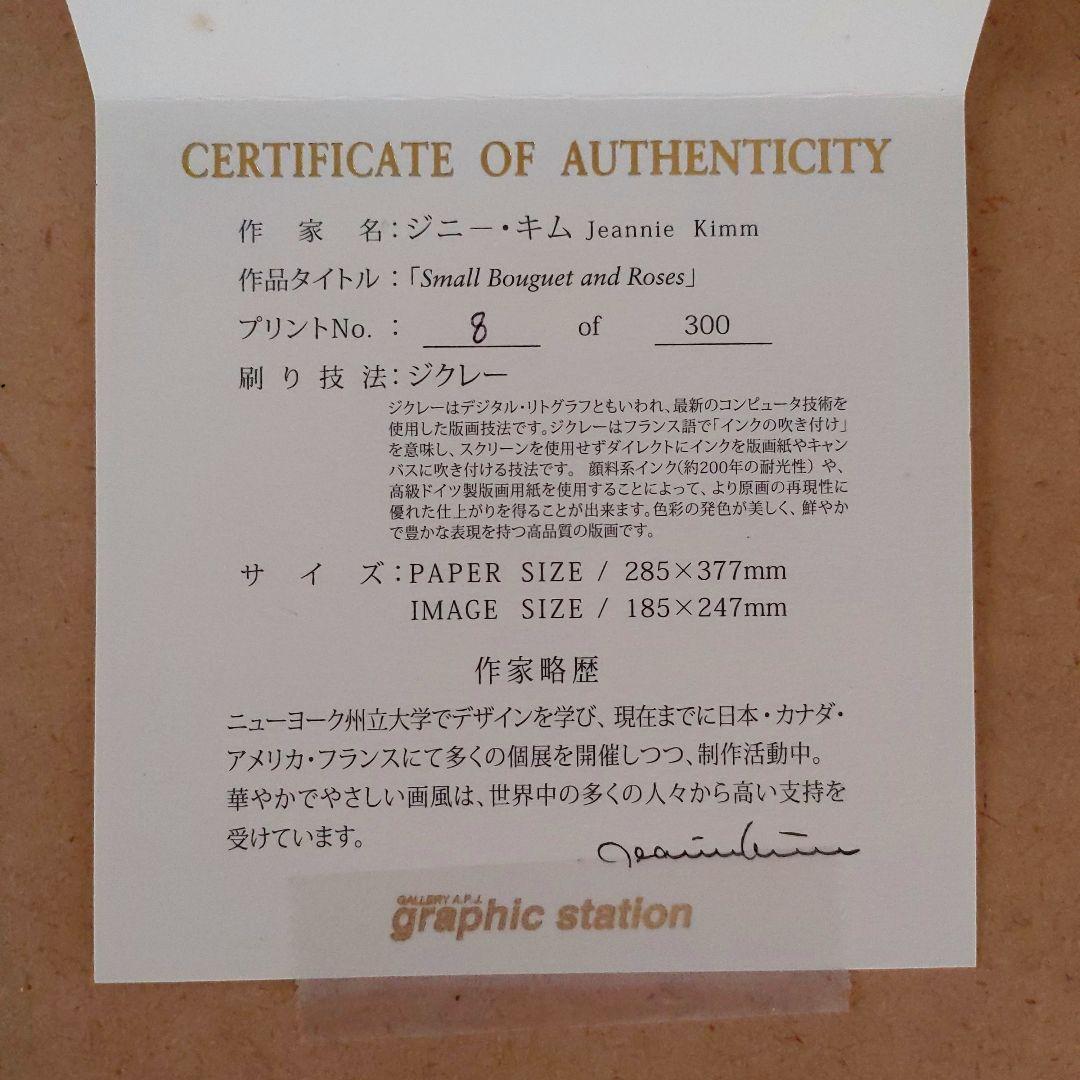 CERTIFICATE OF AUTHENTICITY
作 家 名：ジニー・キム Jeannie Kimm
作品タイトル：「Small Bouguet and Roses」
プリントNo.： 8 of 300
刷 り 技 法：ジクレー
ジクレーはデジタル・リトグラフともいわれ、最新のコンピュータ技術を
使用した版画技法です。ジクレーはフランス語で「インクの吹き付け」
を意味し、スクリーンを使用せずダイレクトにインクを版画紙やキャン
バスに吹き付ける技法です。 顔料系インク(約200年の耐光性) や、
高級ドイツ製版画用紙を使用することによって、より原画の再現性に
優れた仕上がりを得ることが出来ます。色彩の発色が美しく、鮮やか
で豊かな表現を持つ高品質の版画です。
サ イ ズ：PAPER SIZE / 285×377mm
IMAGE SIZE / 185×247mm
作家略歴
ニューヨーク州立大学でデザインを学び、現在までに日本・カナダ・
アメリカ・フランスにて多くの個展を開催しつつ、制作活動中。
華やかでやさしい画風は、世界中の多くの人々から高い支持を
受けています。
Jeannie Kimm
GALLERY A.P.J.
graphic station